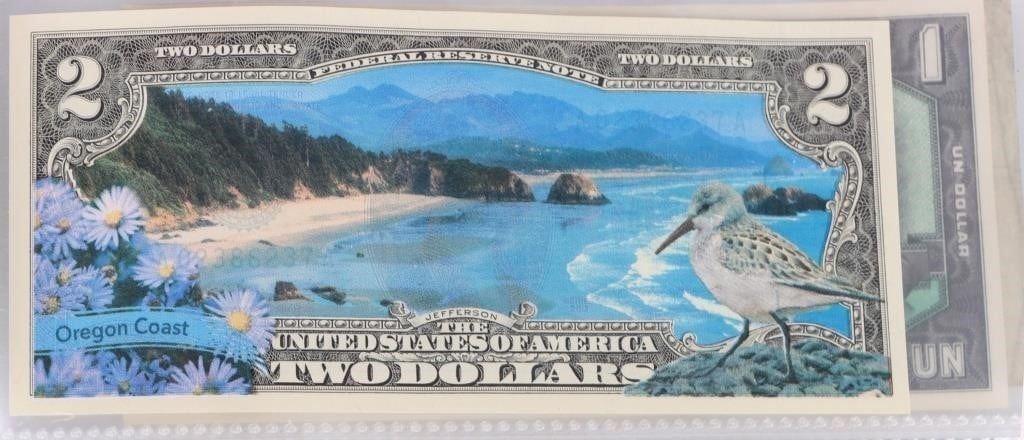 TWO DOLLARS
FEDERAL RESERVE NOTE
TWO DOLLARS
2
2
Oregon Coast
JEFFERSON
THE
UNITED STATES OF AMERICA
TWO DOLLARS
1
UN DOLLAR
UN